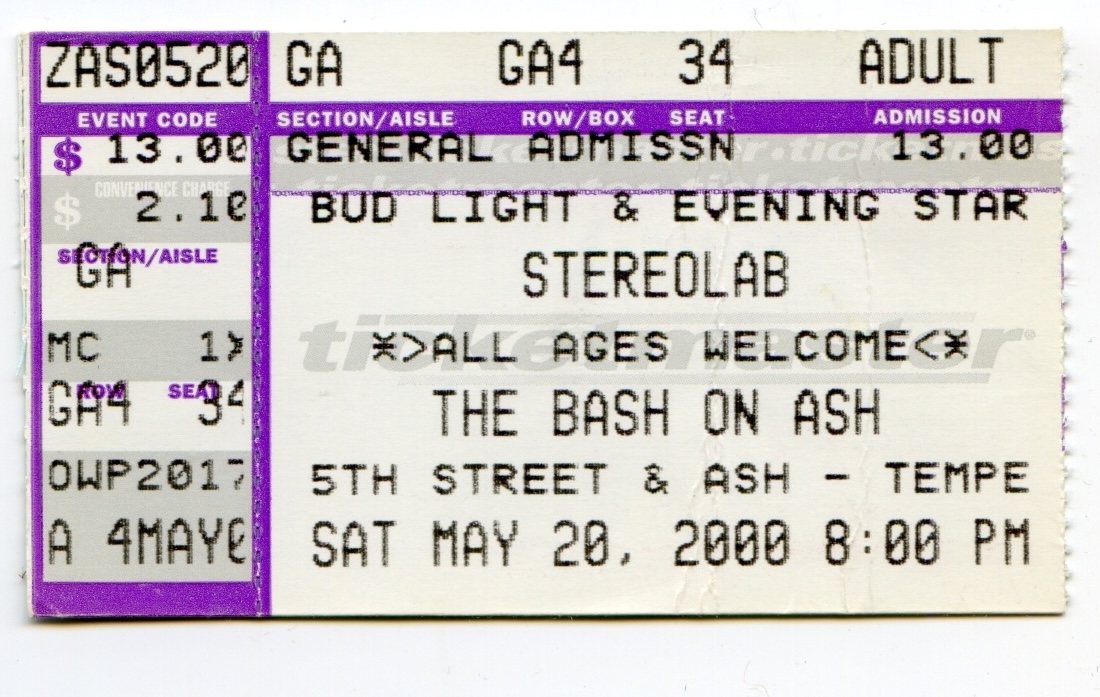 ZAS0520 GA GA4 34 ADULT
EVENT CODE SECTION/AISLE ROW/BOX SEAT ADMISSION
$ 13.00 GENERAL ADMISSN 13.00
CONVENIENCE CHARGE
$ 2.10 BUD LIGHT & EVENING STAR
SECTION/AISLE
GA STEREOLAB
ticketmaster
MC 1* *>ALL AGES WELCOME<*
ROW SEAT
GA4 34 THE BASH ON ASH
OWP2017 5TH STREET & ASH - TEMPE
A 4MAY0 SAT MAY 20, 2000 8:00 PM